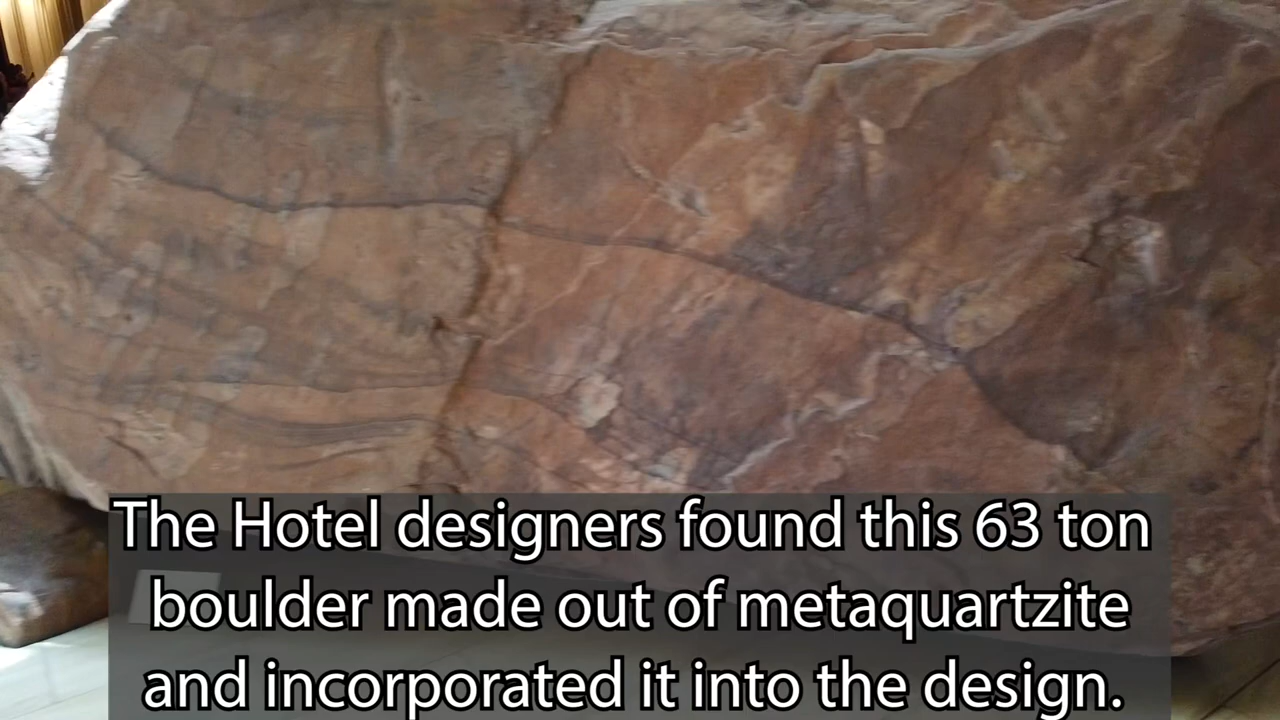 The Hotel designers found this 63 ton
boulder made out of metaquartzite
and incorporated it into the design.